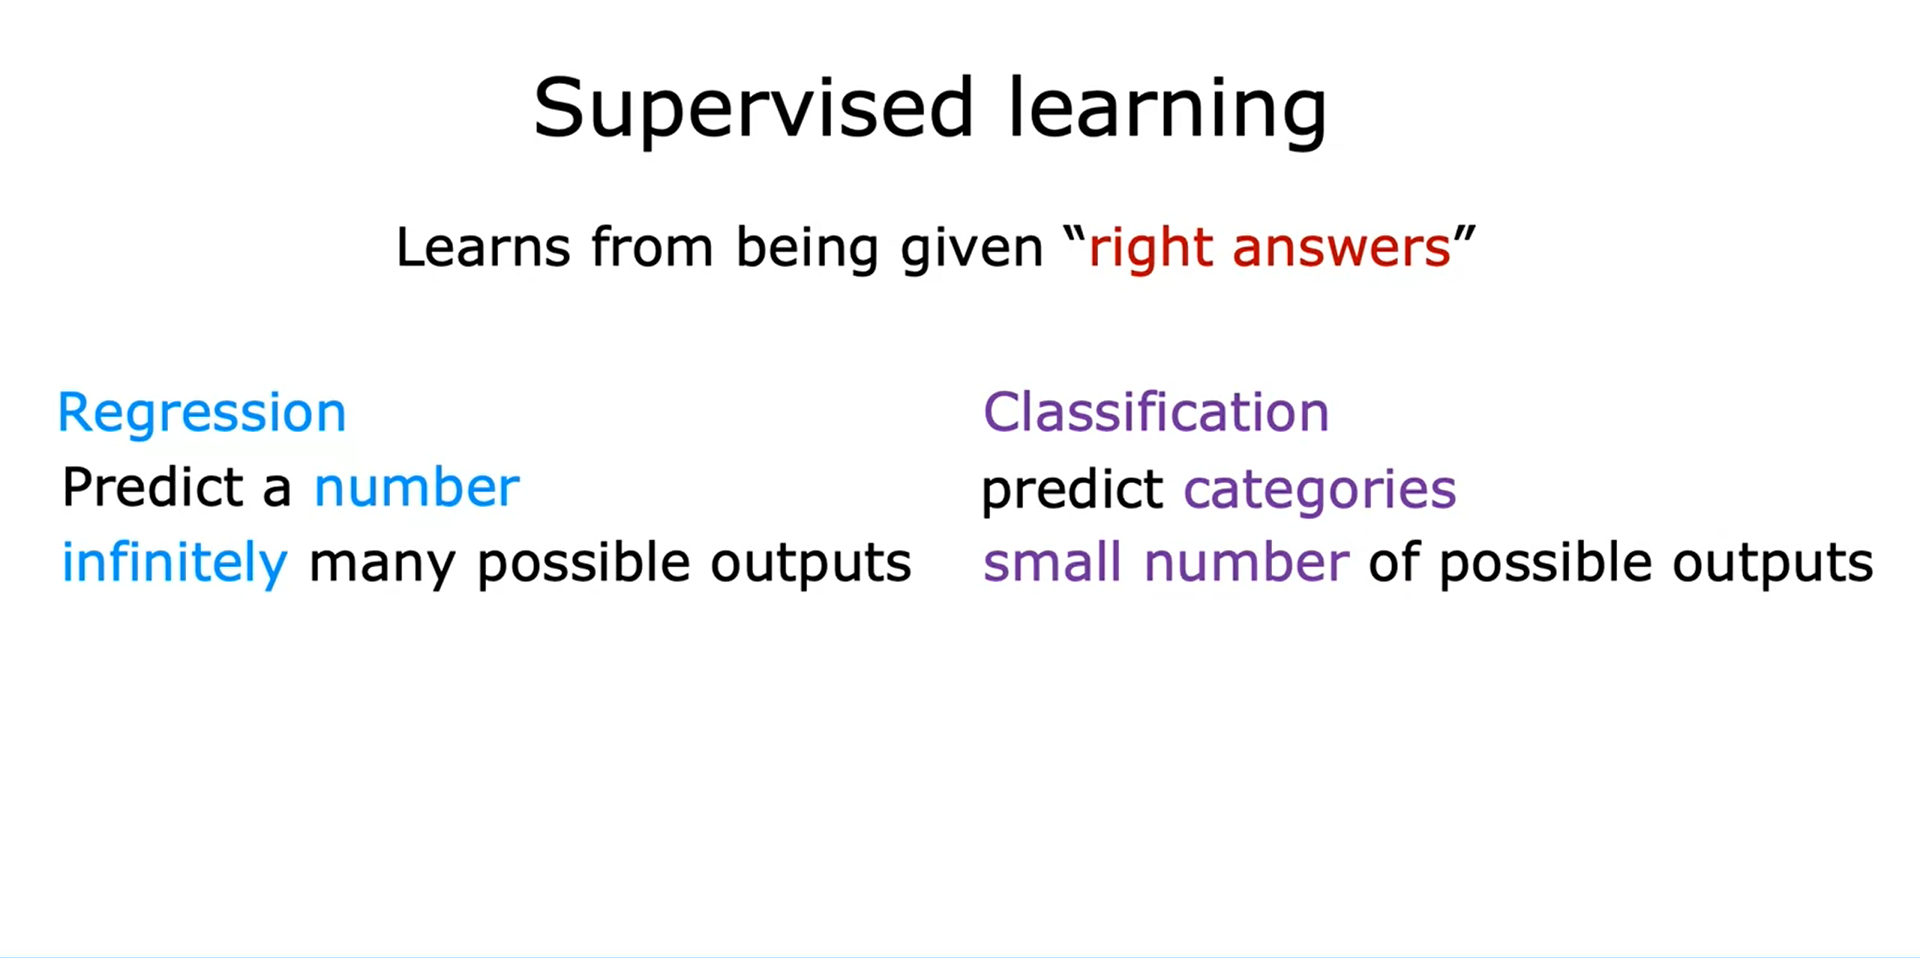 Supervised learning
Learns from being given “right answers”
Regression
Predict a number
infinitely many possible outputs
Classification
predict categories
small number of possible outputs